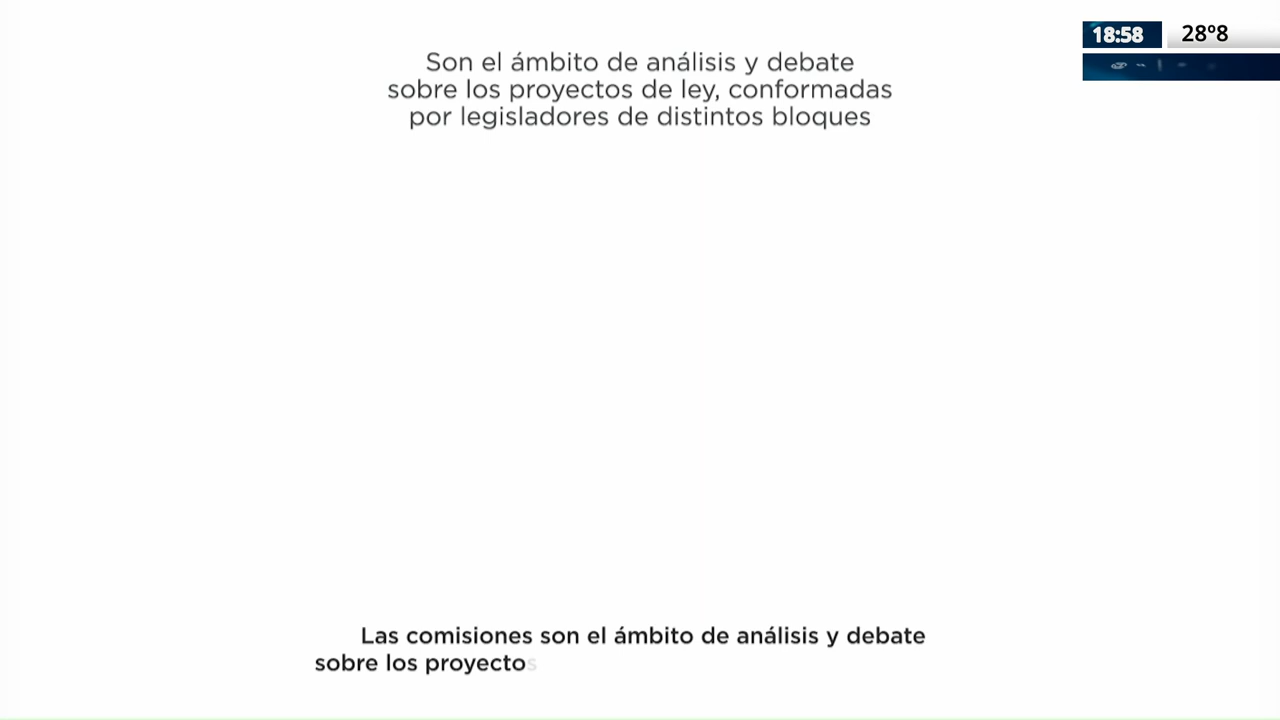 18:58 28º8
Son el ámbito de análisis y debate
sobre los proyectos de ley, conformadas
por legisladores de distintos bloques
Las comisiones son el ámbito de análisis y debate
sobre los proyectos